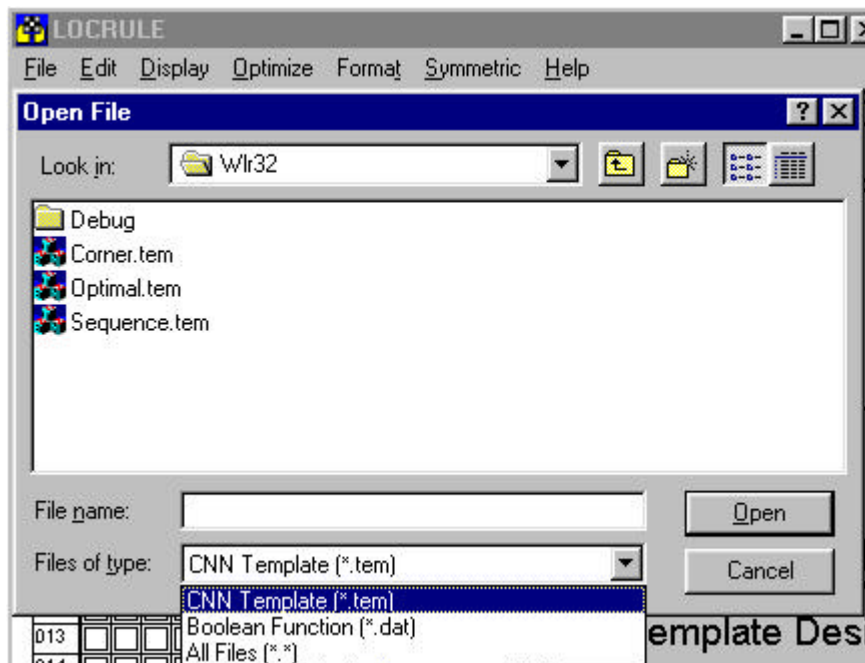 LOCRULE
File Edit Display Optimize Format Symmetric Help
Open File
Look in: Wlr32
Debug
Corner.tem
Optimal.tem
Sequence.tem
File name: Open
Files of type: CNN Template (*.tem) Cancel
CNN Template (*.tem)
Boolean Function (*.dat)
All Files (*.*)
013 emplate Des
014